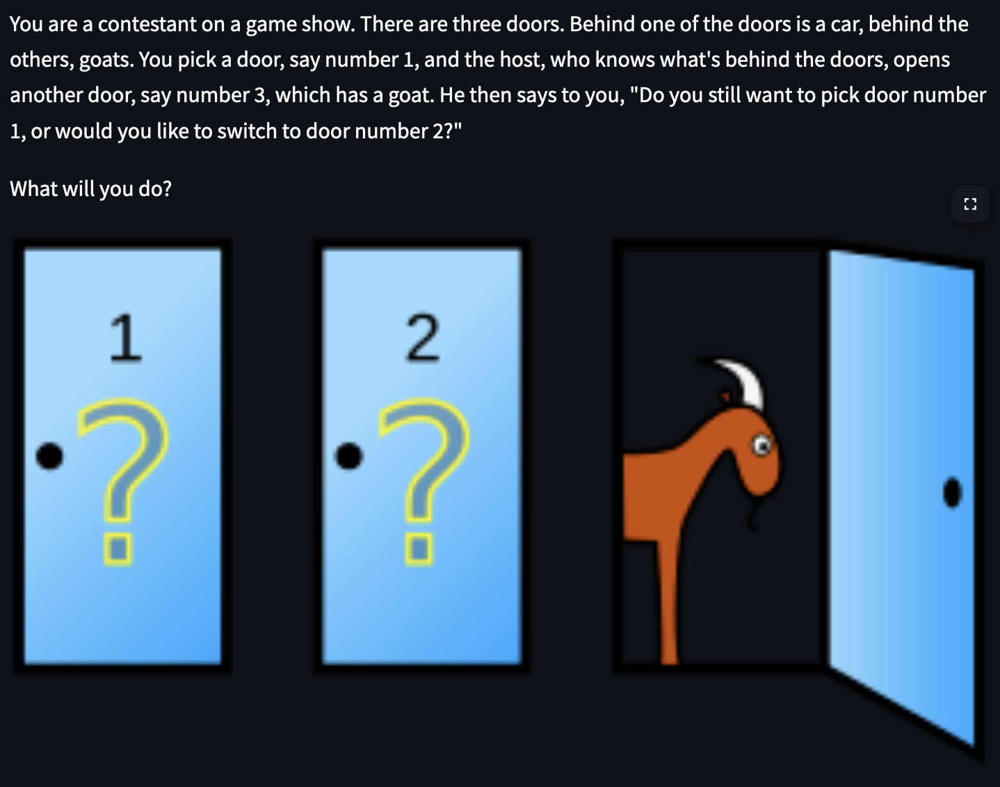 You are a contestant on a game show. There are three doors. Behind one of the doors is a car, behind the
others, goats. You pick a door, say number 1, and the host, who knows what's behind the doors, opens
another door, say number 3, which has a goat. He then says to you, "Do you still want to pick door number
1, or would you like to switch to door number 2?"
What will you do?
1 2
? ?